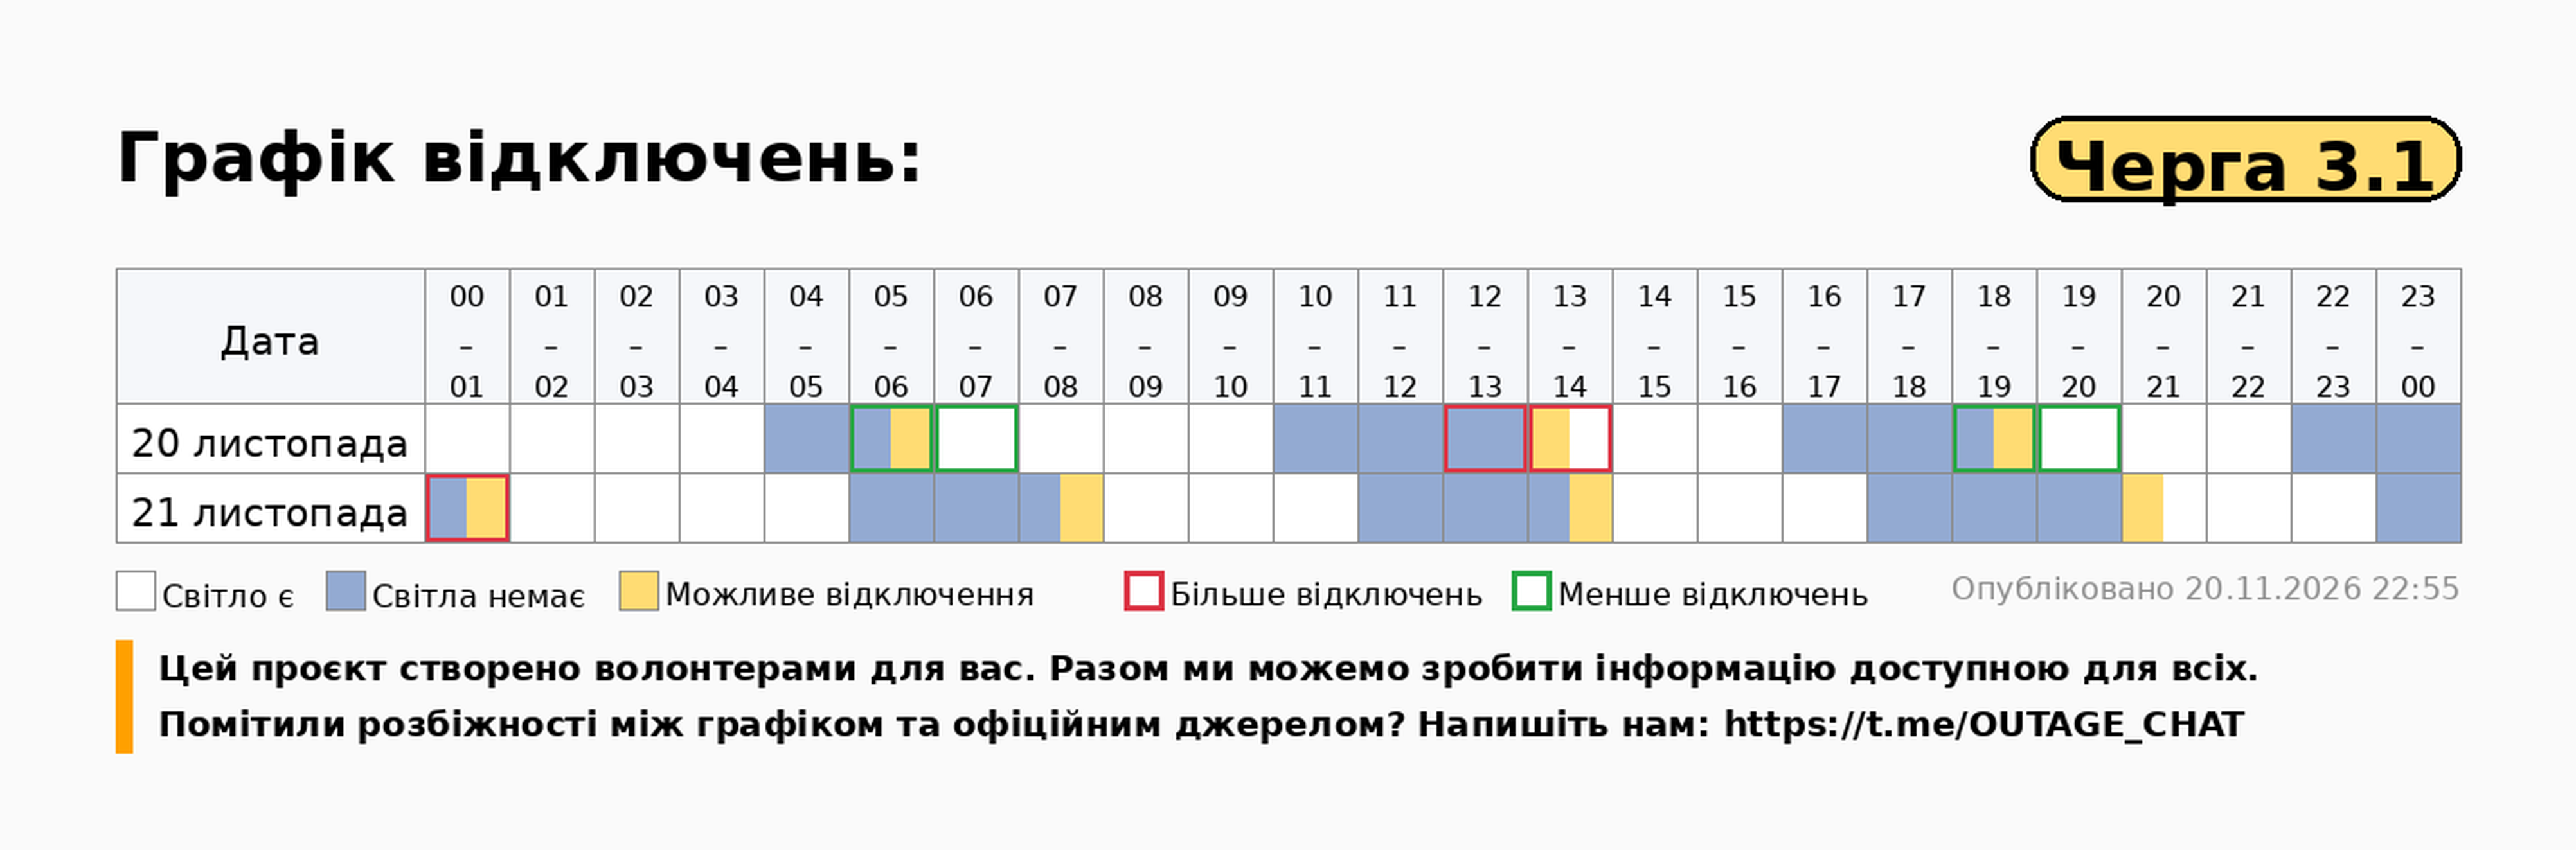 Графік відключень:
Черга 3.1
Дата 00 – 01 01 – 02 02 – 03 03 – 04 04 – 05 05 – 06 06 – 07 07 – 08 08 – 09 09 – 10 10 – 11 11 – 12 12 – 13 13 – 14 14 – 15 15 – 16 16 – 17 17 – 18 18 – 19 19 – 20 20 – 21 21 – 22 22 – 23 23 – 00
20 листопада
21 листопада
Світло є Світла немає Можливе відключення Більше відключень Менше відключень Опубліковано 20.11.2026 22:55
Цей проєкт створено волонтерами для вас. Разом ми можемо зробити інформацію доступною для всіх.
Помітили розбіжності між графіком та офіційним джерелом? Напишіть нам: https://t.me/OUTAGE_CHAT